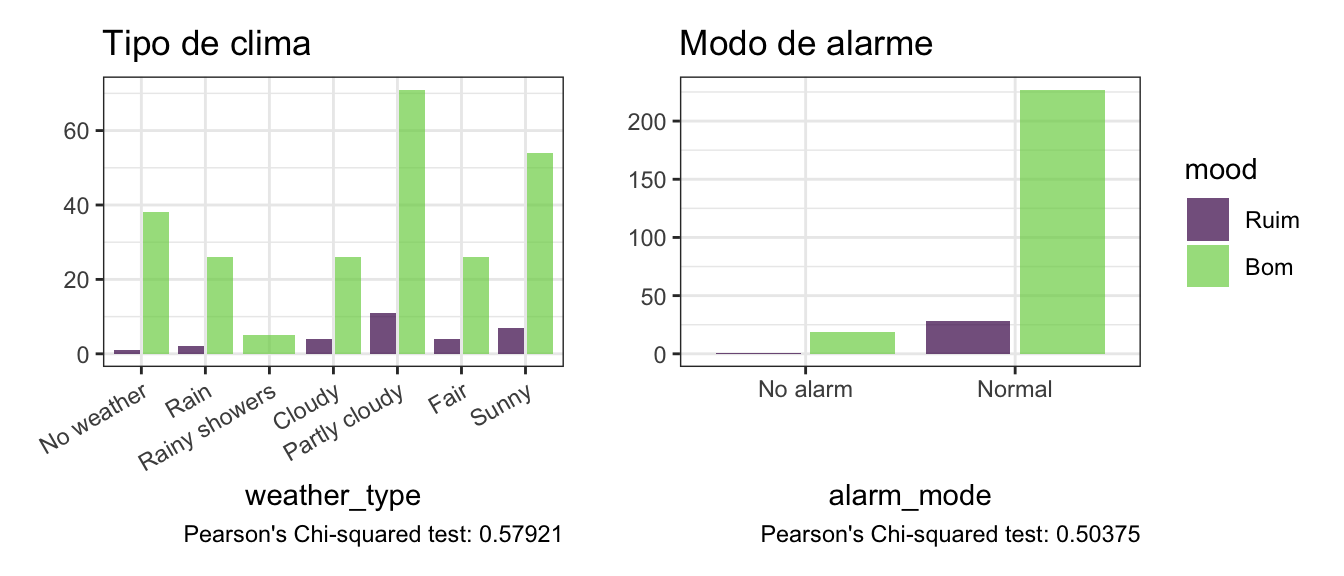 Tipo de clima
60
40
20
0
No weather
Rain
Rainy showers
Cloudy
Partly cloudy
Fair
Sunny
weather_type
Pearson's Chi-squared test: 0.57921
Modo de alarme
200
150
100
50
0
No alarm
Normal
alarm_mode
Pearson's Chi-squared test: 0.50375
mood
Ruim
Bom